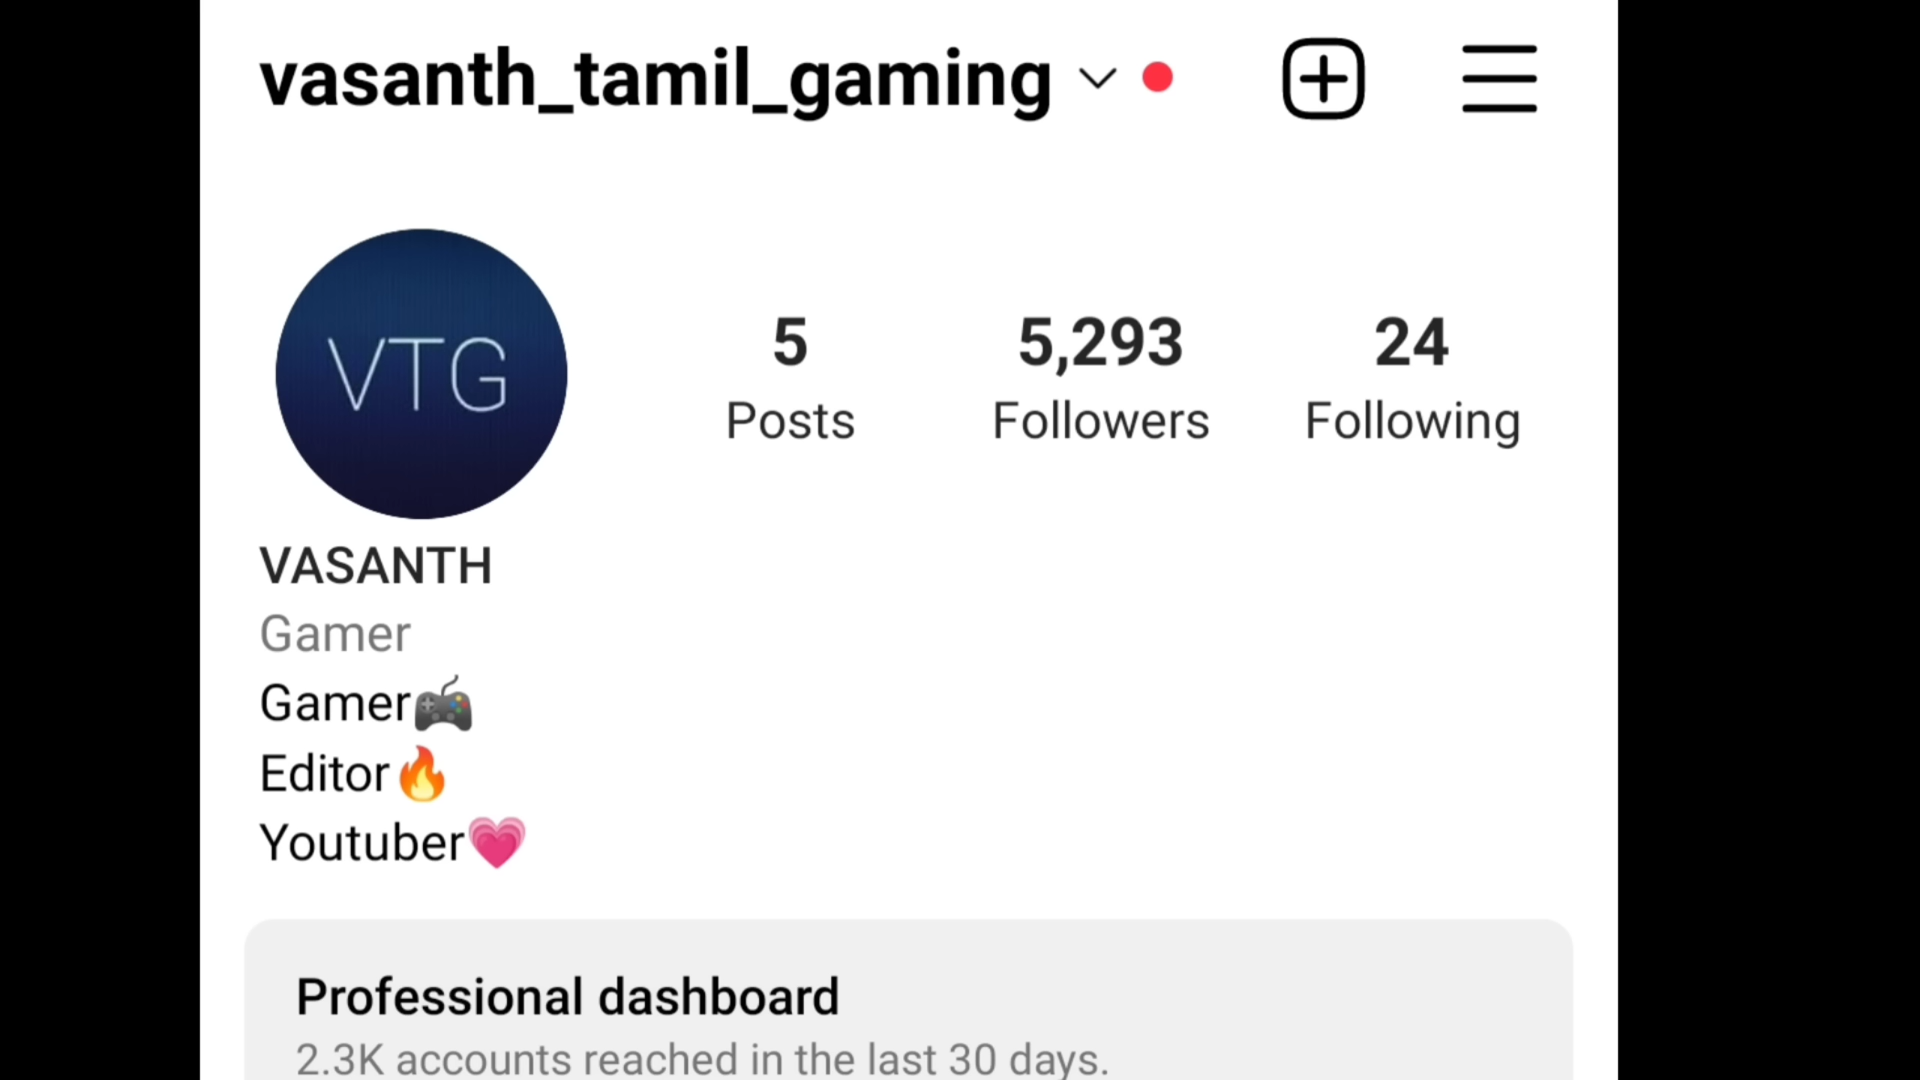 vasanth_tamil_gaming
VTG
5 5,293 24
Posts Followers Following
VASANTH
Gamer
Gamer🎮
Editor🔥
Youtuber💗
Professional dashboard
2.3K accounts reached in the last 30 days.